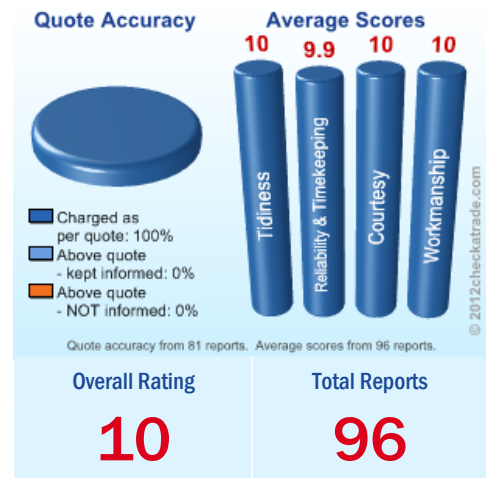 Quote Accuracy
Average Scores
10
9.9
10
10
Tidiness
Reliability & Timekeeping
Courtesy
Workmanship
Charged as
per quote: 100%
Above quote
- kept informed: 0%
Above quote
- NOT informed: 0%
© 2012checkatrade.com
Quote accuracy from 81 reports. Average scores from 96 reports.
Overall Rating
10
Total Reports
96